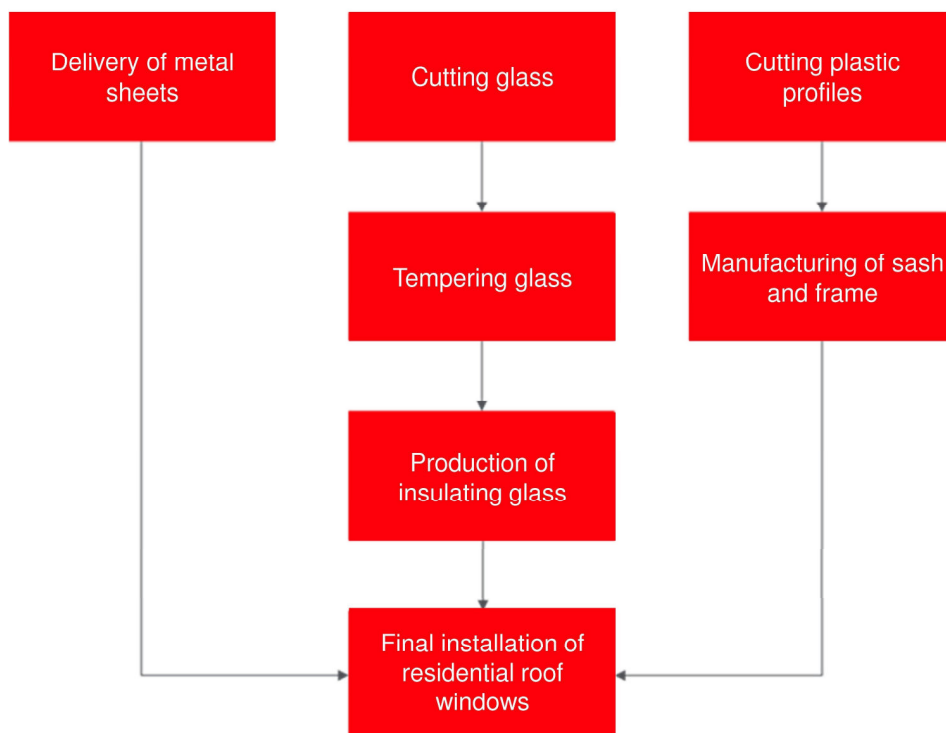 Delivery of metal
sheets
Cutting glass
Cutting plastic
profiles
Tempering glass
Manufacturing of sash
and frame
Production of
insulating glass
Final installation of
residential roof
windows